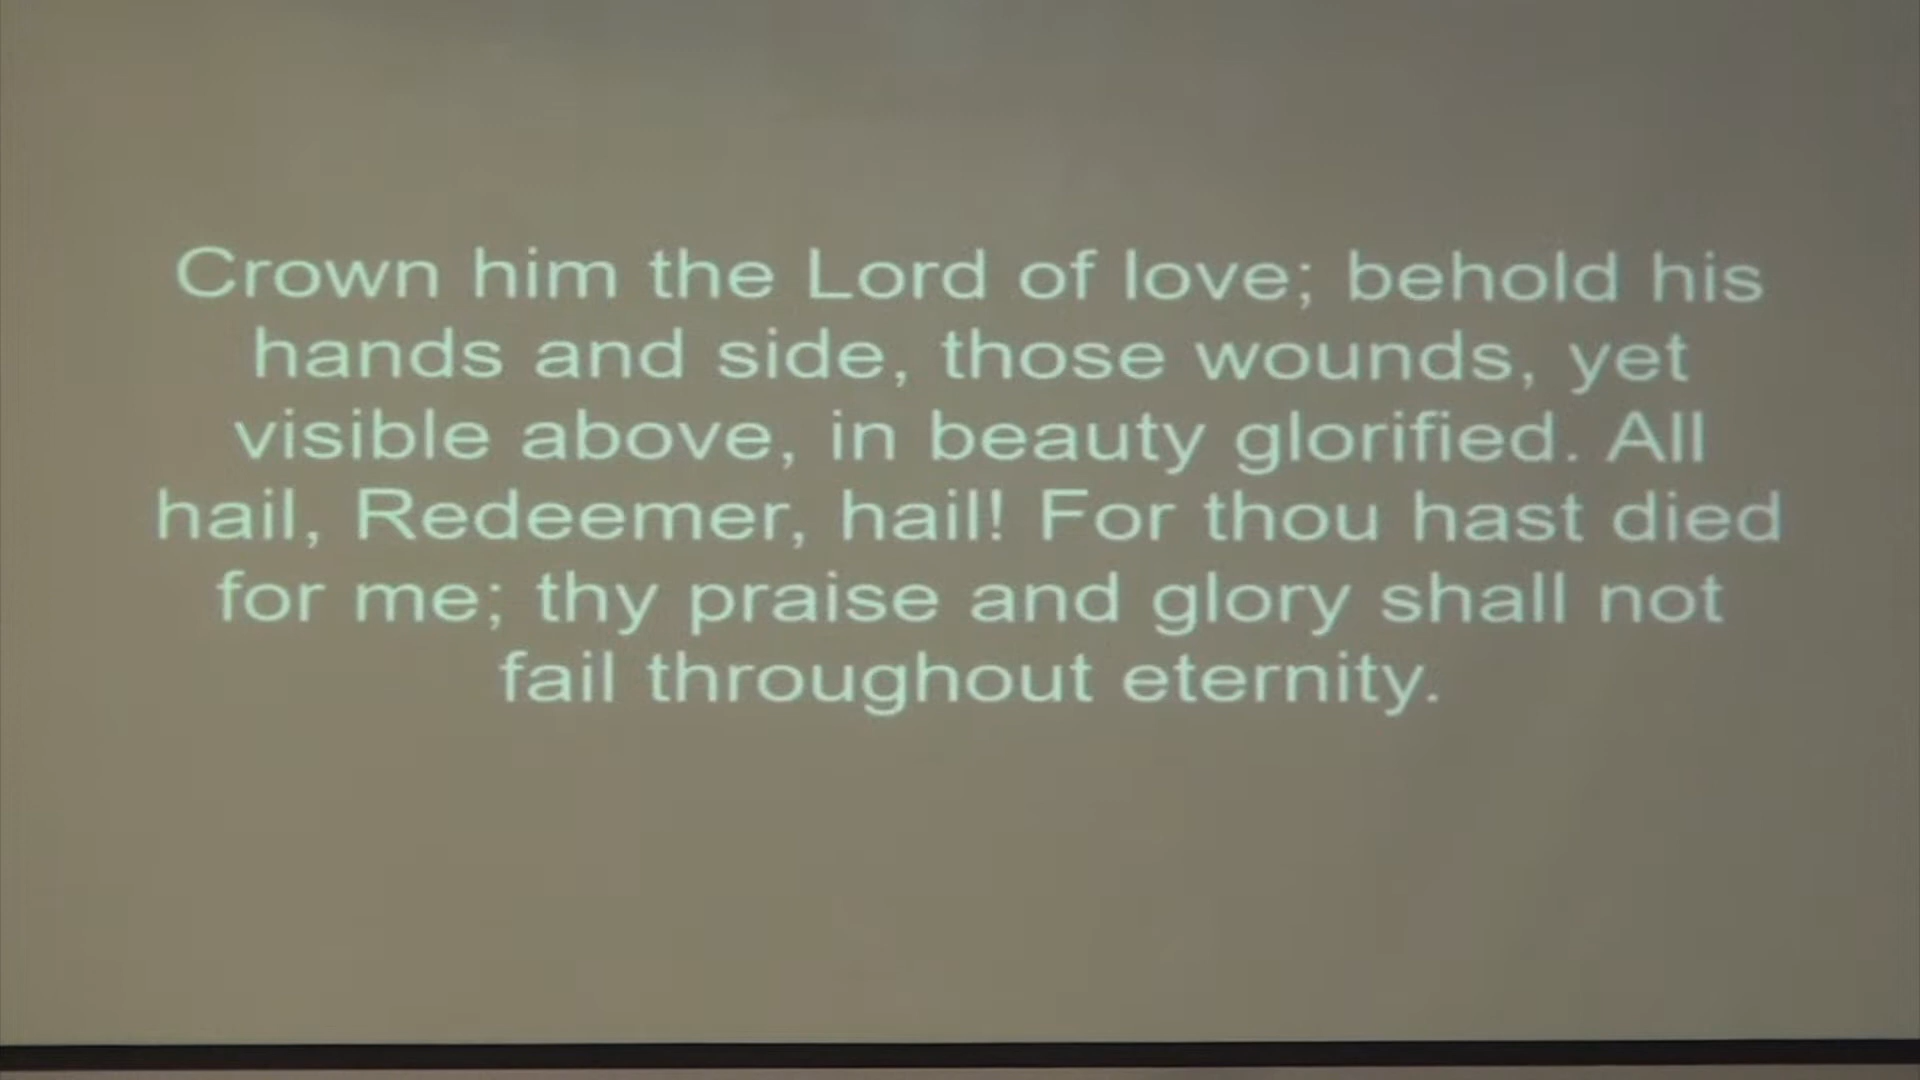 Crown him the Lord of love; behold his
hands and side, those wounds, yet
visible above, in beauty glorified. All
hail, Redeemer, hail! For thou hast died
for me; thy praise and glory shall not
fail throughout eternity.